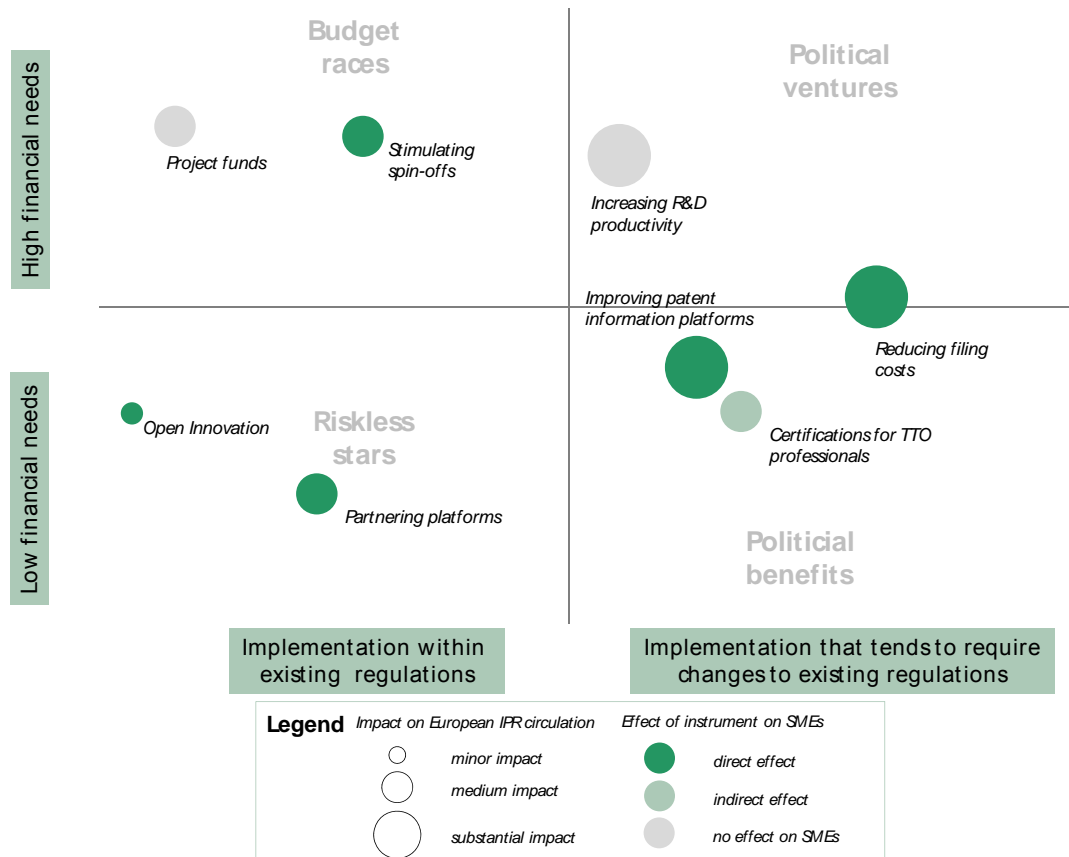 Budget
races
Political
ventures
High financial needs
Project funds
Stimulating
spin-offs
Increasing R&D
productivity
Improving patent
information platforms
Reducing filing
costs
Low financial needs
Open Innovation
Riskless
stars
Partnering platforms
Certifications for TTO
professionals
Politicial
benefits
Implementation within
existing regulations
Implementation that tends to require
changes to existing regulations
Legend
Impact on European IPR circulation
Effect of instrument on SMEs
minor impact
direct effect
medium impact
indirect effect
substantial impact
no effect on SMEs